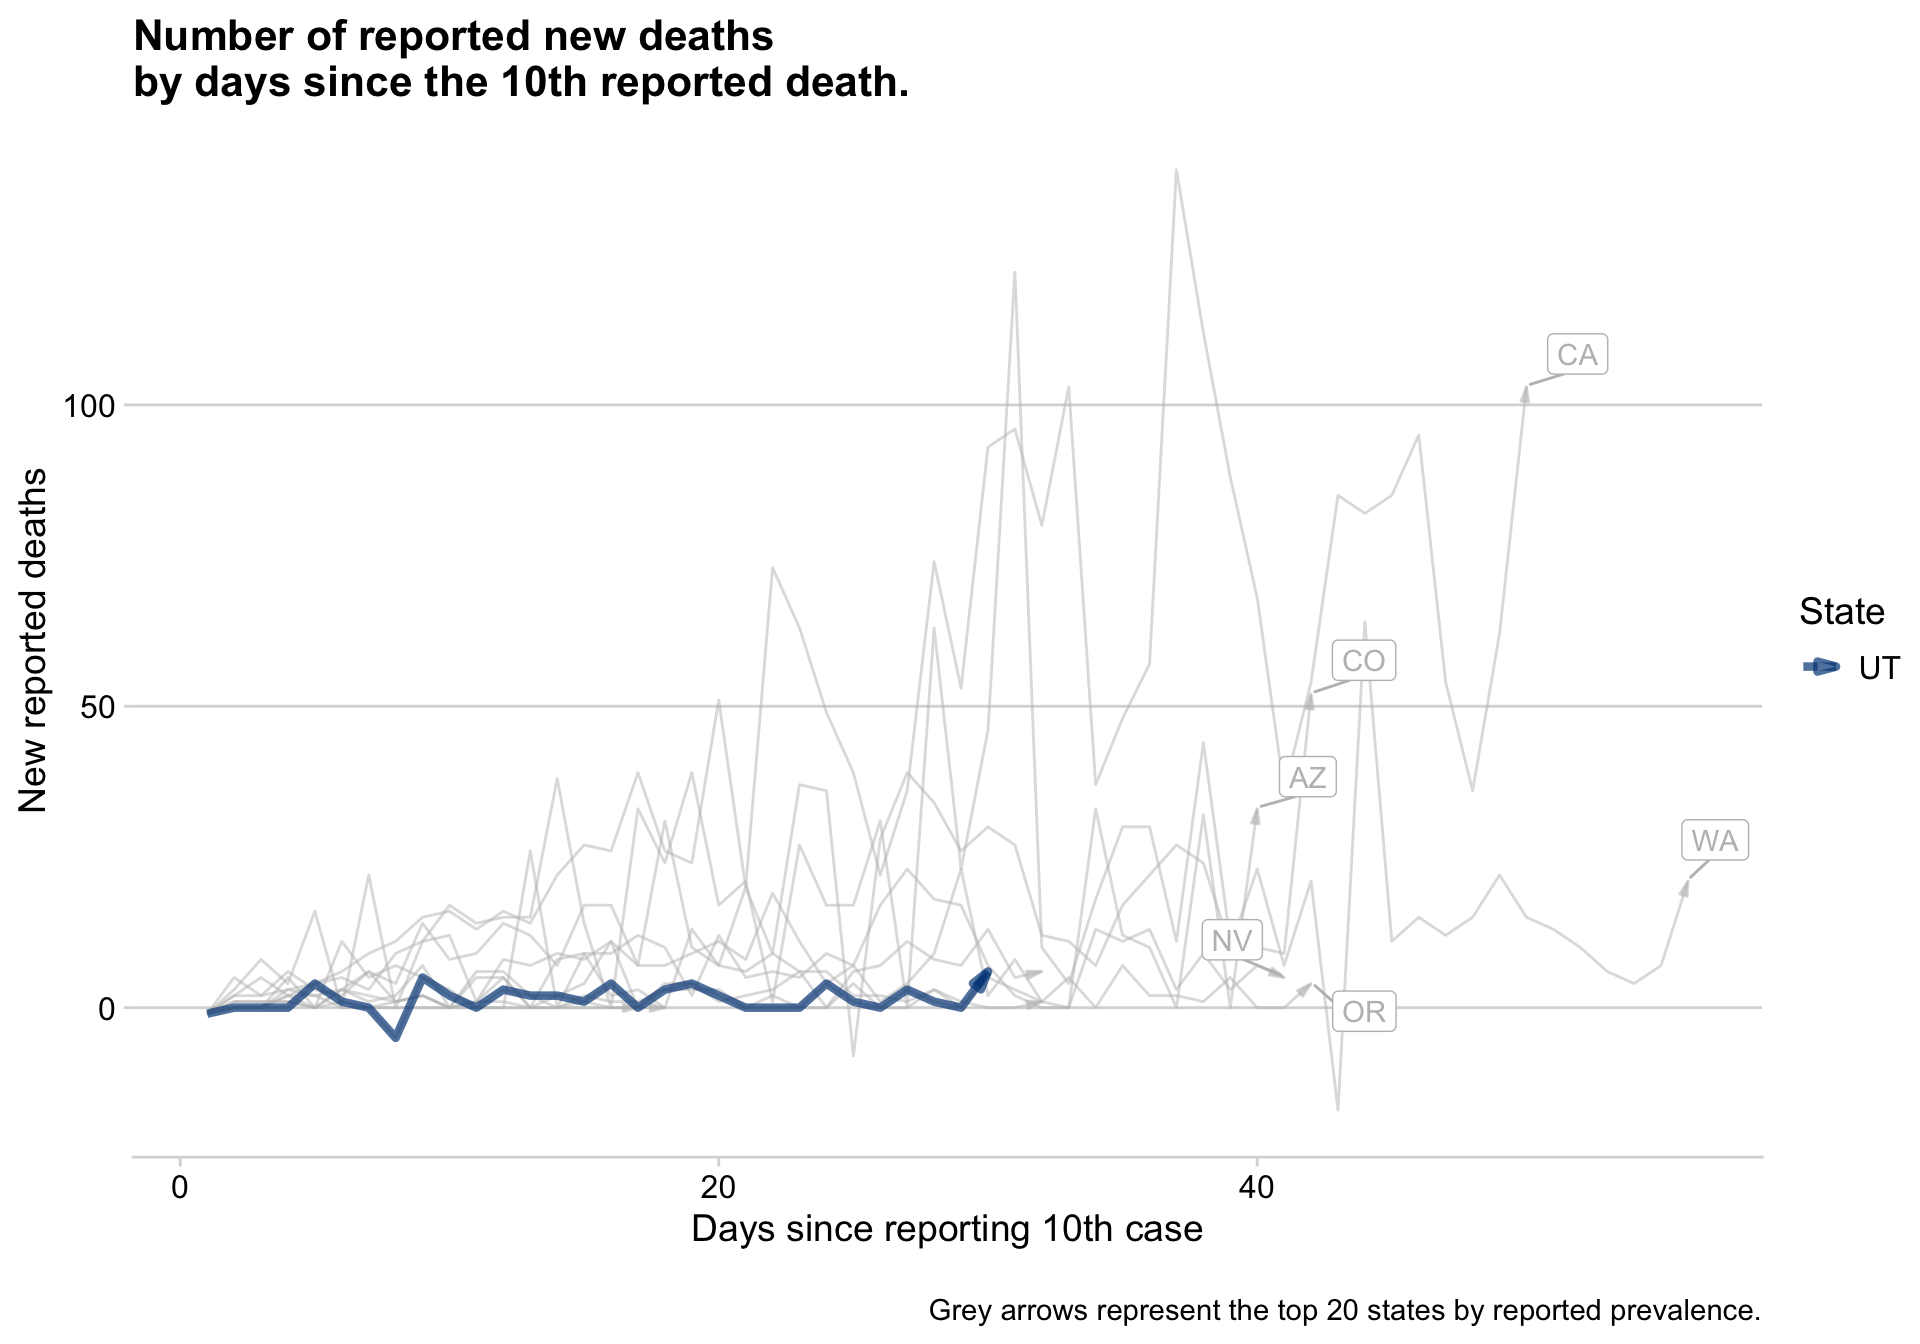 Number of reported new deaths
by days since the 10th reported death.
CA
100
CO
50
AZ
WA
NV
OR
0
New reported deaths
State
UT
0 20 40
Days since reporting 10th case
Grey arrows represent the top 20 states by reported prevalence.